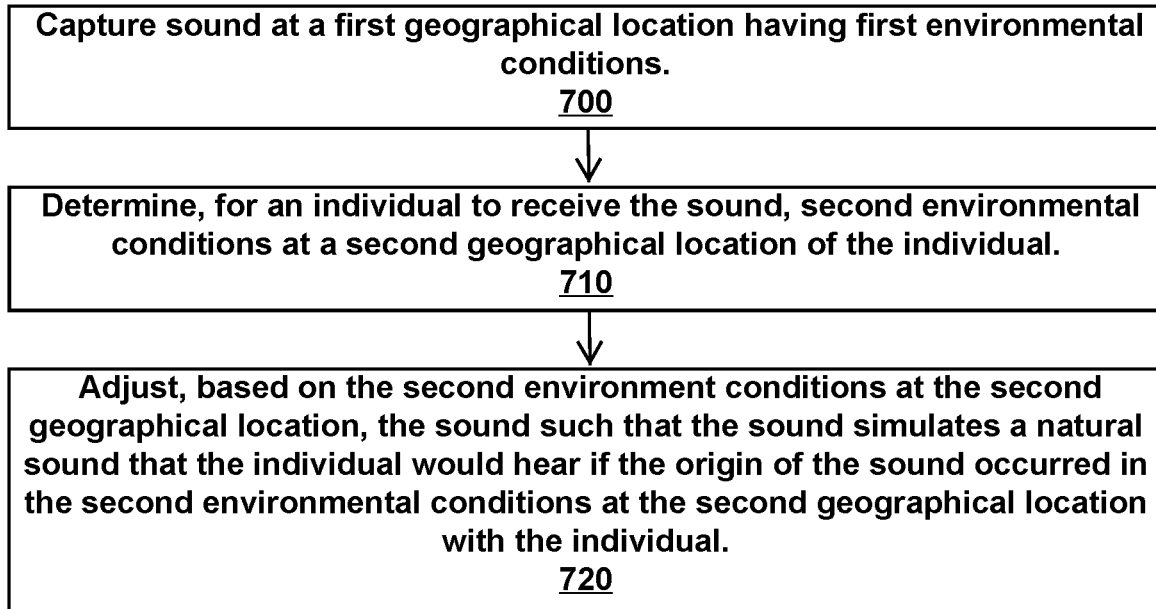 Capture sound at a first geographical location having first environmental
conditions.
700
Determine, for an individual to receive the sound, second environmental
conditions at a second geographical location of the individual.
710
Adjust, based on the second environment conditions at the second
geographical location, the sound such that the sound simulates a natural
sound that the individual would hear if the origin of the sound occurred in
the second environmental conditions at the second geographical location
with the individual.
720